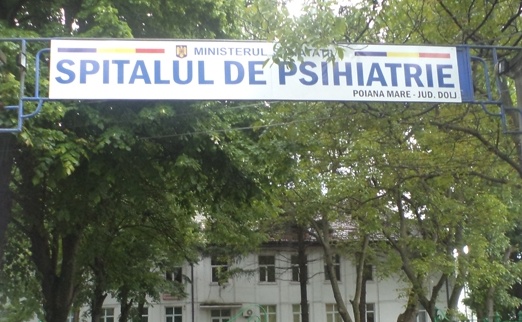 MINISTERUL
SPITALUL DE PSIHIATRIE
POIANA MARE - JUD. DOLJ